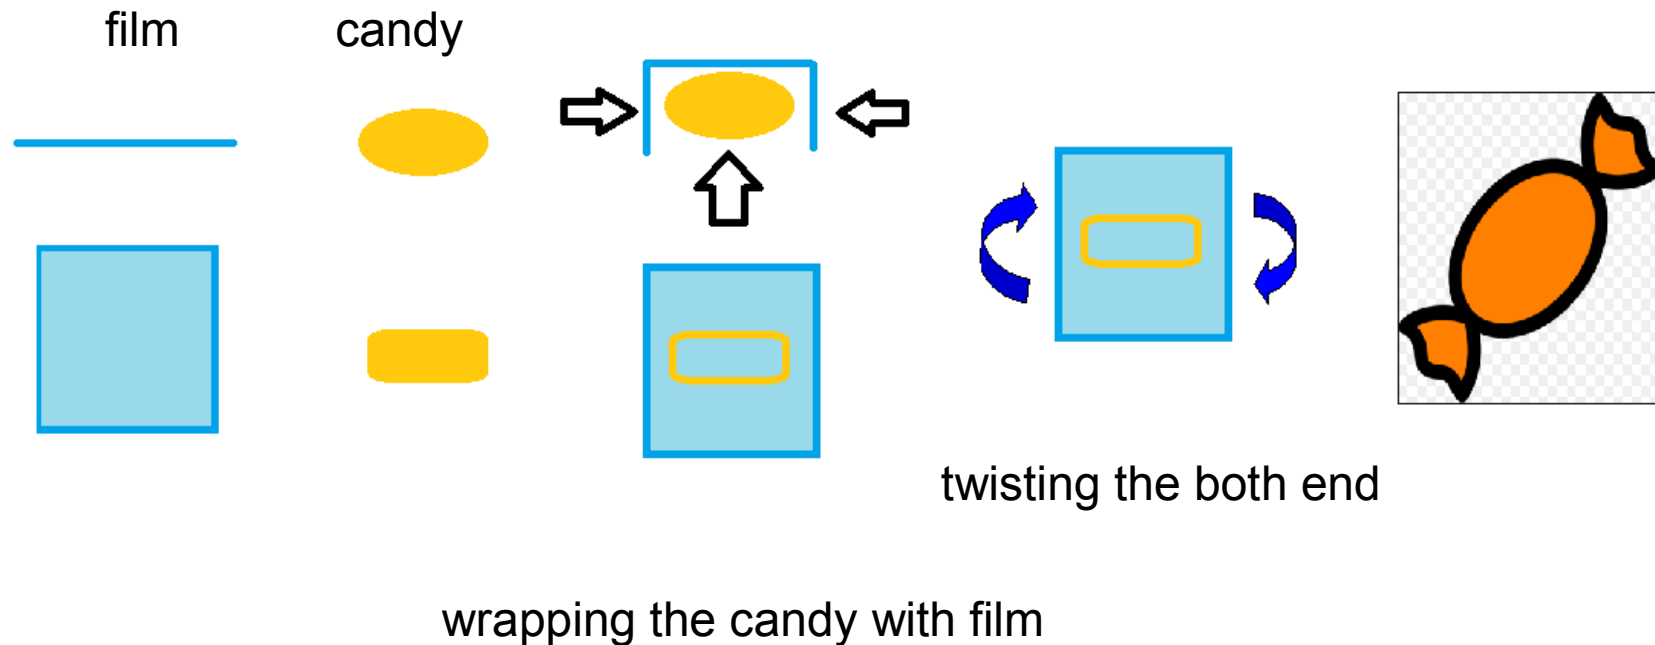 film
candy
twisting the both end
wrapping the candy with film